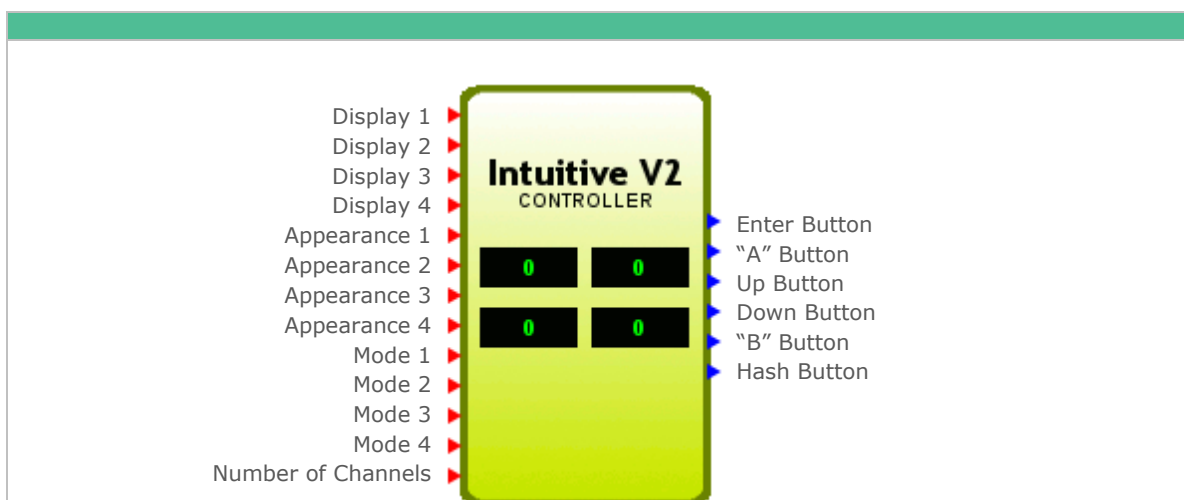 Display 1
Display 2
Display 3
Display 4
Appearance 1
Appearance 2
Appearance 3
Appearance 4
Mode 1
Mode 2
Mode 3
Mode 4
Number of Channels
Intuitive V2
CONTROLLER
0 0
0 0
Enter Button
“A” Button
Up Button
Down Button
“B” Button
Hash Button